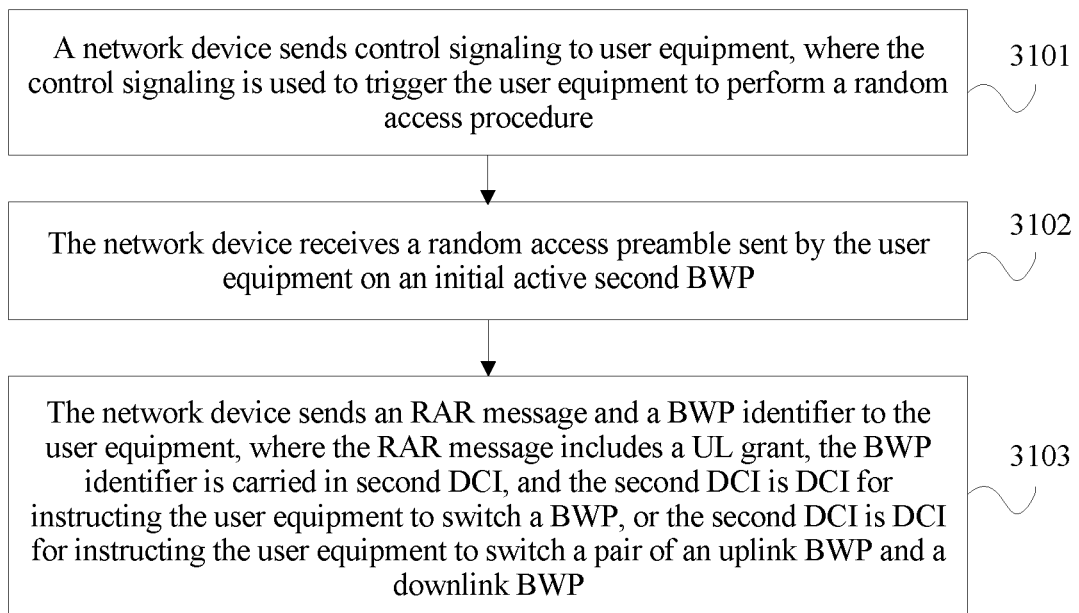 A network device sends control signaling to user equipment, where the
control signaling is used to trigger the user equipment to perform a random
access procedure
3101
The network device receives a random access preamble sent by the user
equipment on an initial active second BWP
3102
The network device sends an RAR message and a BWP identifier to the
user equipment, where the RAR message includes a UL grant, the BWP
identifier is carried in second DCI, and the second DCI is DCI for
instructing the user equipment to switch a BWP, or the second DCI is DCI
for instructing the user equipment to switch a pair of an uplink BWP and a
downlink BWP
3103